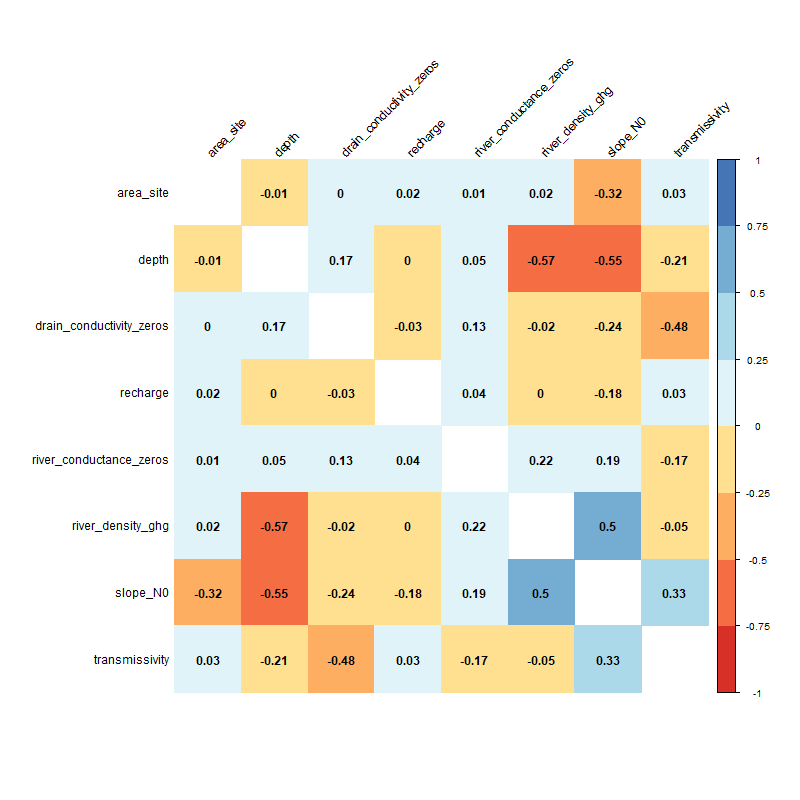 area_site depth drain_conductivity_zeros recharge river_conductance_zeros river_density_ghg slope_N0 transmissivity
area_site -0.01 0 0.02 0.01 0.02 -0.32 0.03
depth -0.01 0.17 0 0.05 -0.57 -0.55 -0.21
drain_conductivity_zeros 0 0.17 -0.03 0.13 -0.02 -0.24 -0.48
recharge 0.02 0 -0.03 0.04 0 -0.18 0.03
river_conductance_zeros 0.01 0.05 0.13 0.04 0.22 0.19 -0.17
river_density_ghg 0.02 -0.57 -0.02 0 0.22 0.5 -0.05
slope_N0 -0.32 -0.55 -0.24 -0.18 0.19 0.5 0.33
transmissivity 0.03 -0.21 -0.48 0.03 -0.17 -0.05 0.33
1
0.75
0.5
0.25
0
-0.25
-0.5
-0.75
-1